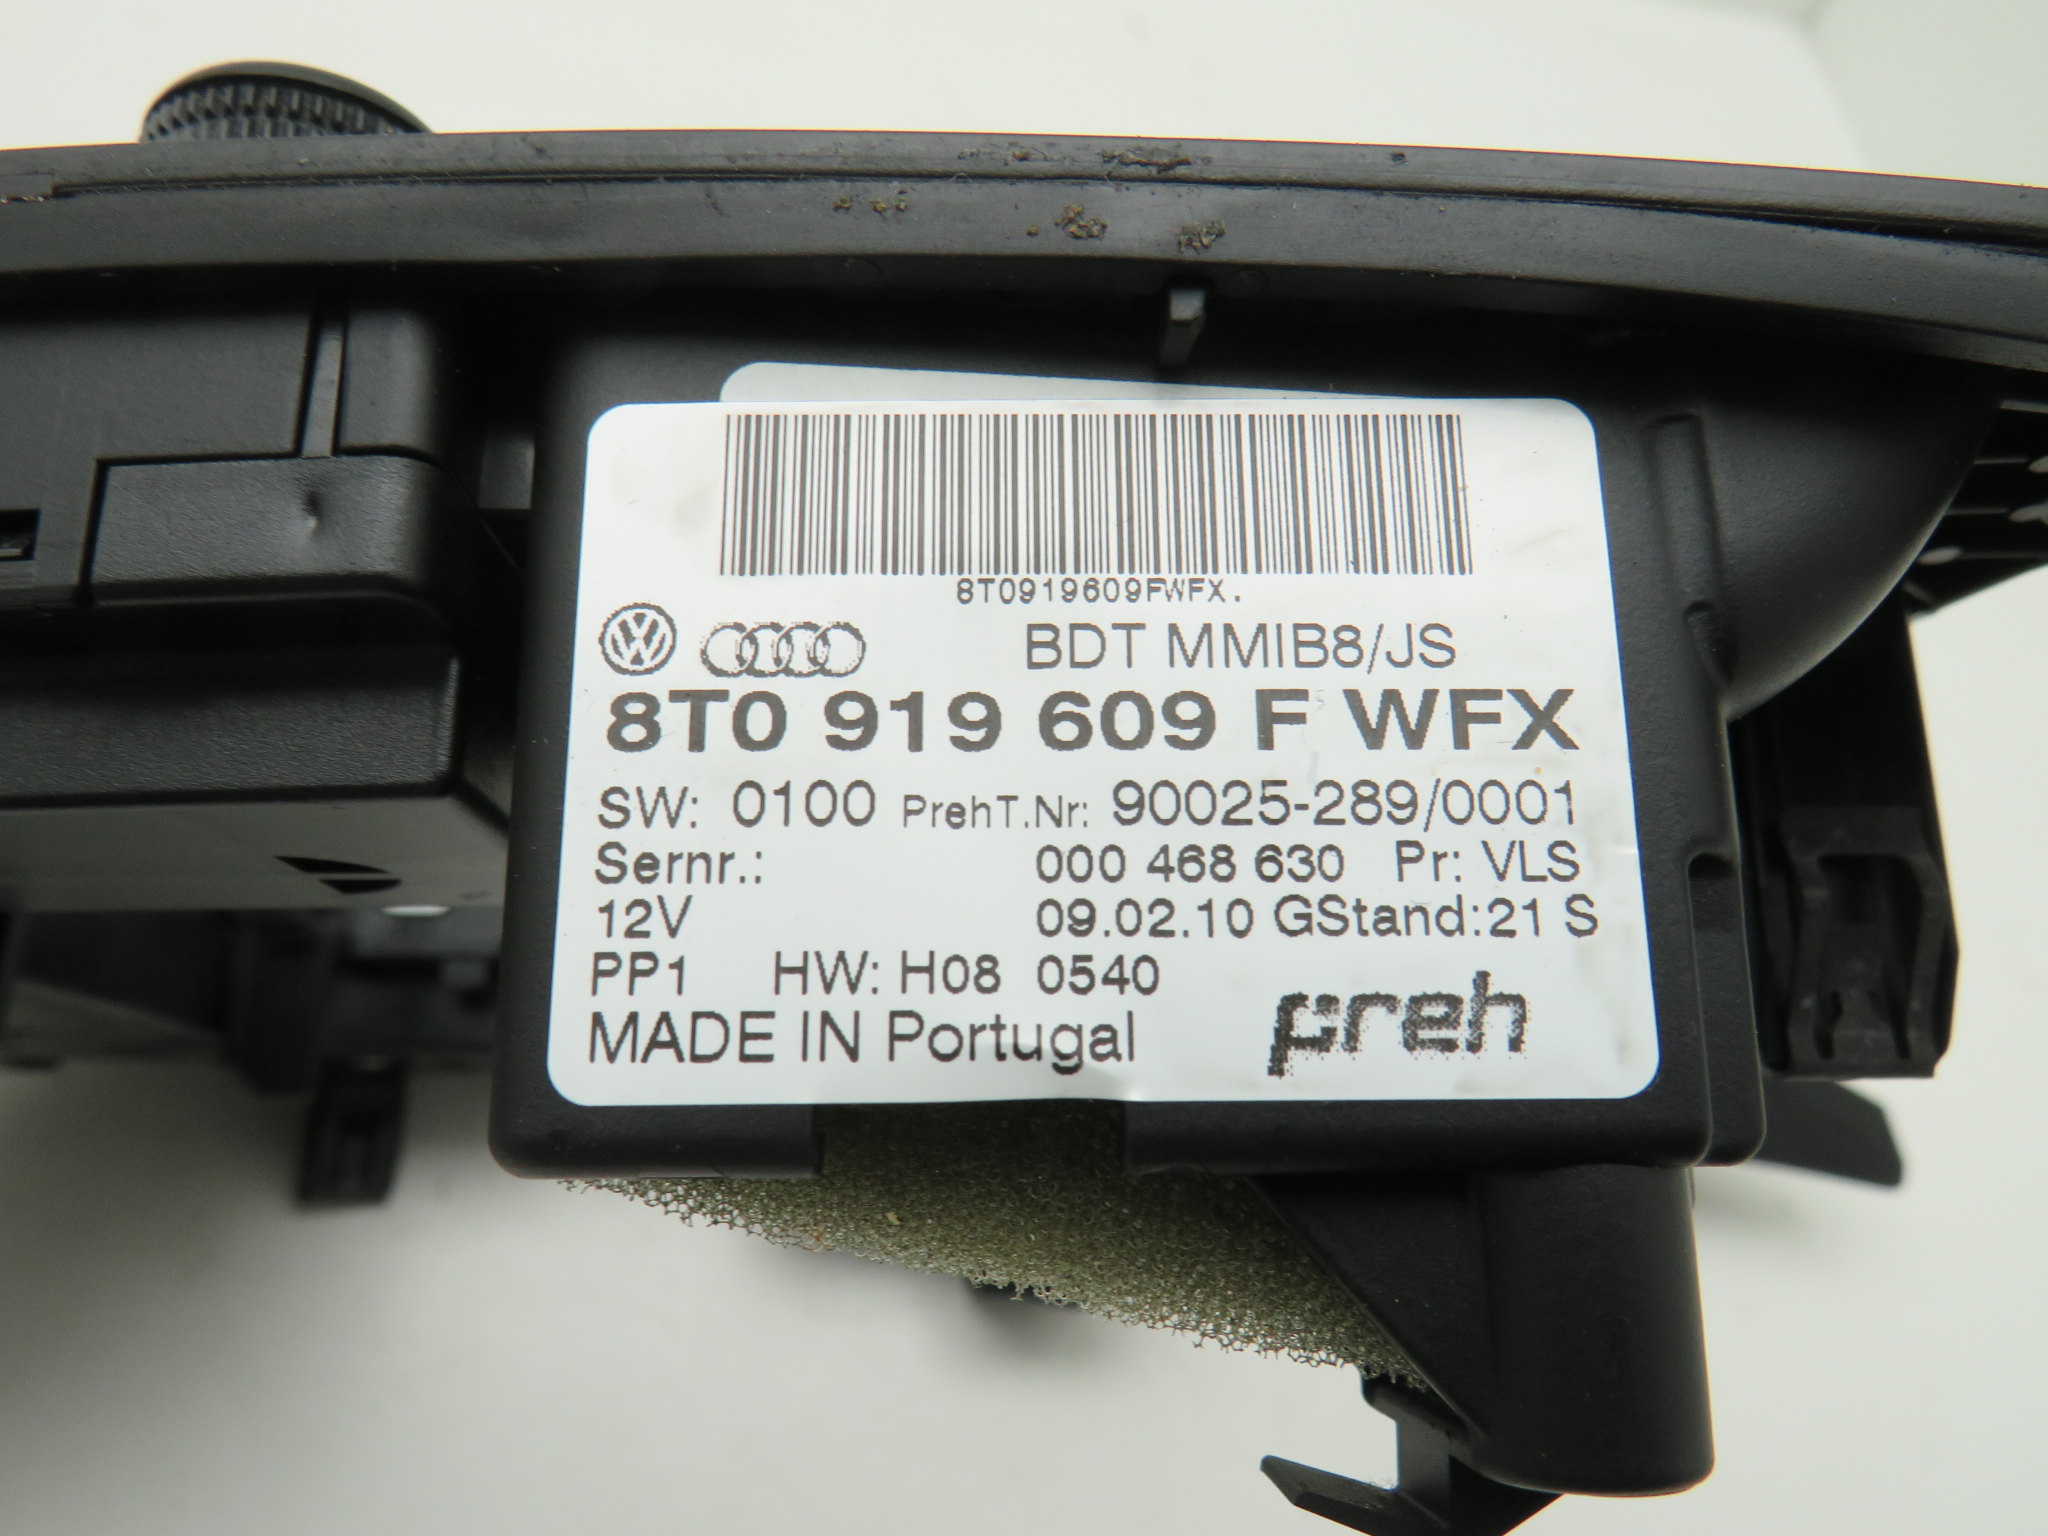 8T0919609FWFX.
BDT MMIB8/JS
8T0 919 609 F WFX
SW: 0100 PrehT.Nr: 90025-289/0001
Sernr.: 000 468 630 Pr: VLS
12V 09.02.10 GStand:21 S
PP1 HW: H08 0540
MADE IN Portugal preh